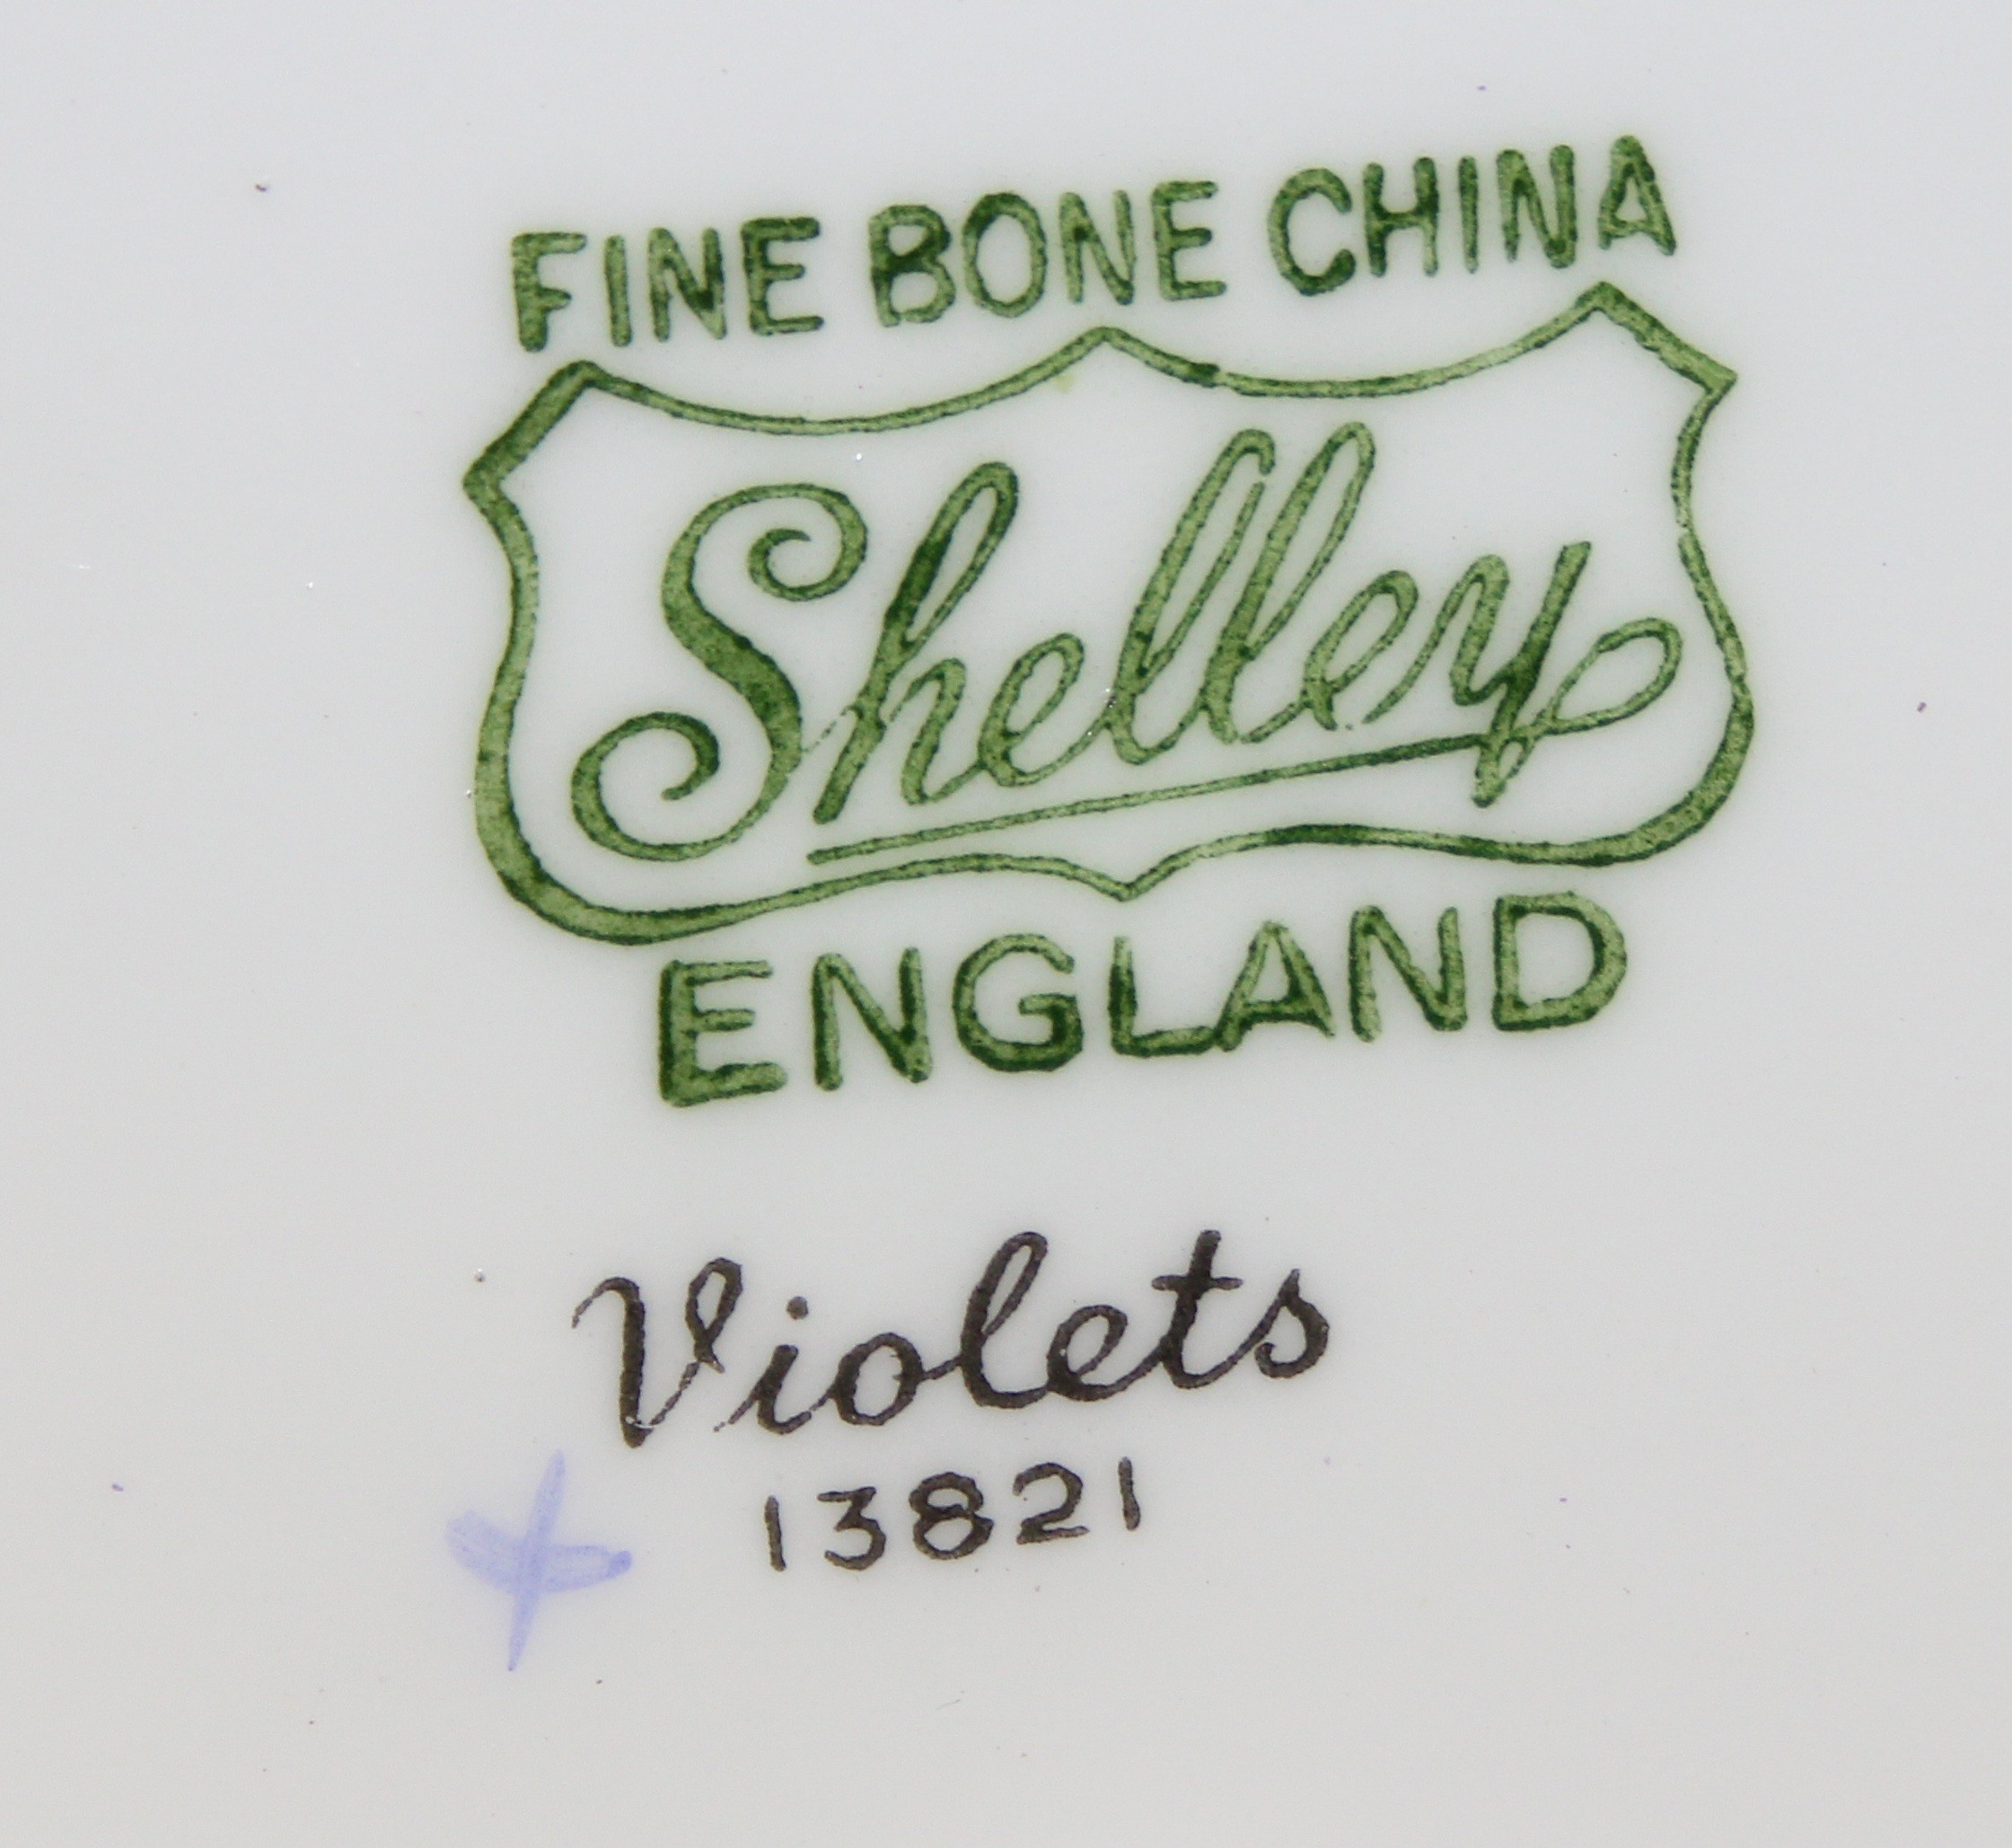 FINE BONE CHINA
Shelley
ENGLAND
Violets
13821